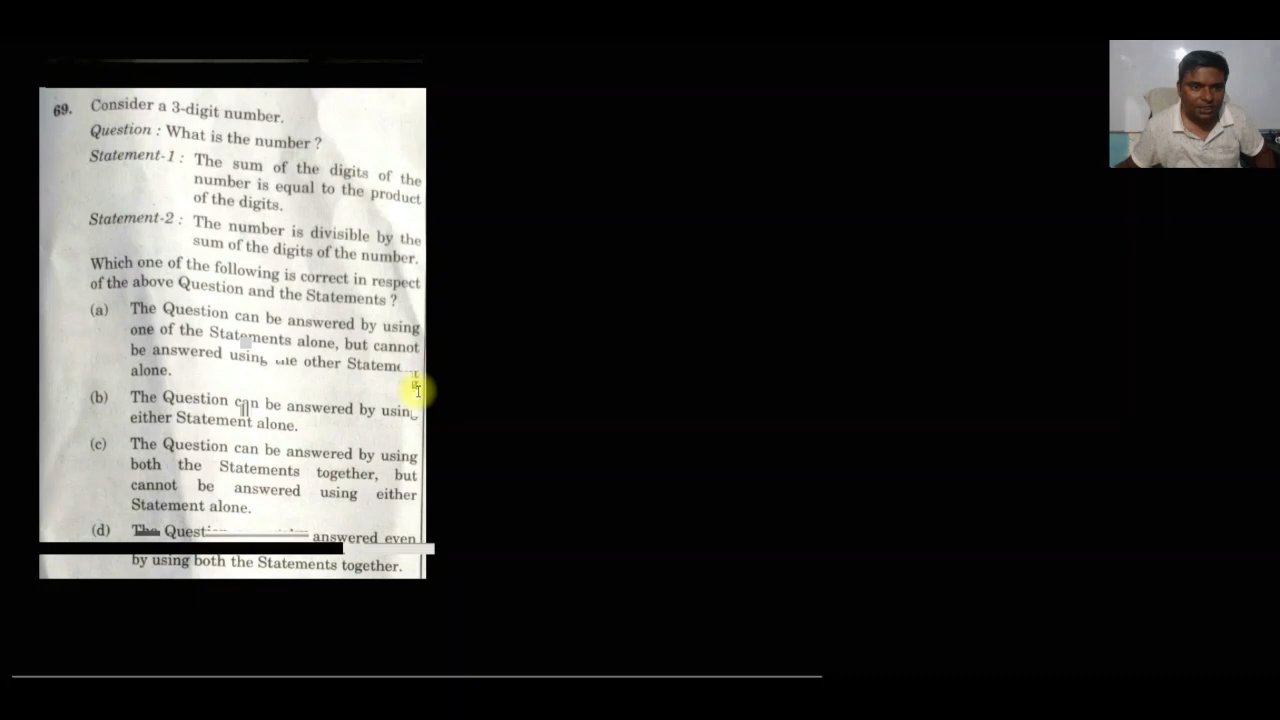 69. Consider a 3-digit number.
Question : What is the number ?
Statement-1 : The sum of the digits of the
number is equal to the product
of the digits.
Statement-2 : The number is divisible by the
sum of the digits of the number.
Which one of the following is correct in respect
of the above Question and the Statements ?
(a) The Question can be answered by using
one of the Statements alone, but cannot
be answered using other
alone.
(b) The Question can be answered by using
either Statement alone.
(c) The Question can be answered by using
both the Statements together, but
cannot be answered using either
Statement alone.
(d) The answered even
by using both the Statements together.